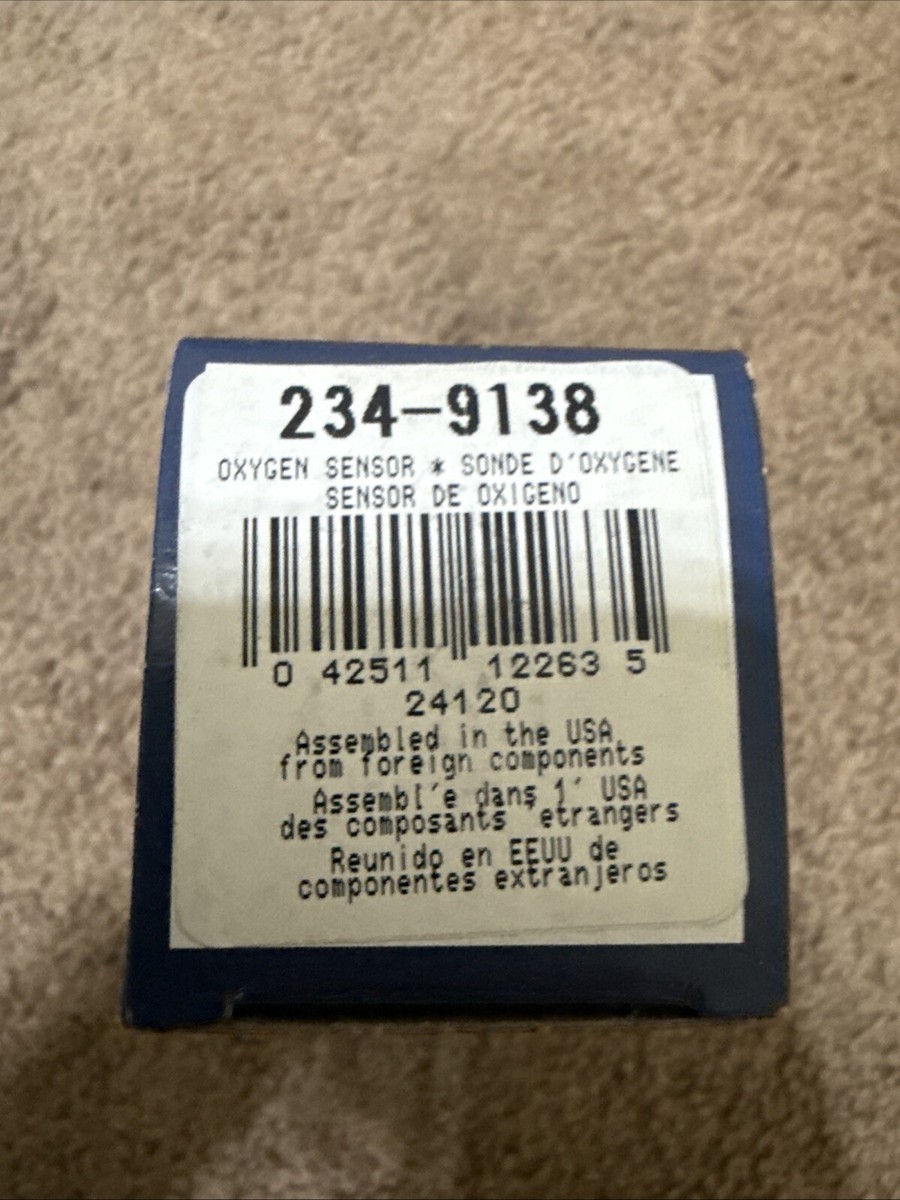 234-9138
OXYGEN SENSOR * SONDE D'OXYGENE
SENSOR DE OXIGENO
0 42511 12263 5
24120
Assembled in the USA
from foreign components
Assembl'e dans l' USA
des composants 'etrangers
Reunido en EEUU de
componentes extranjeros